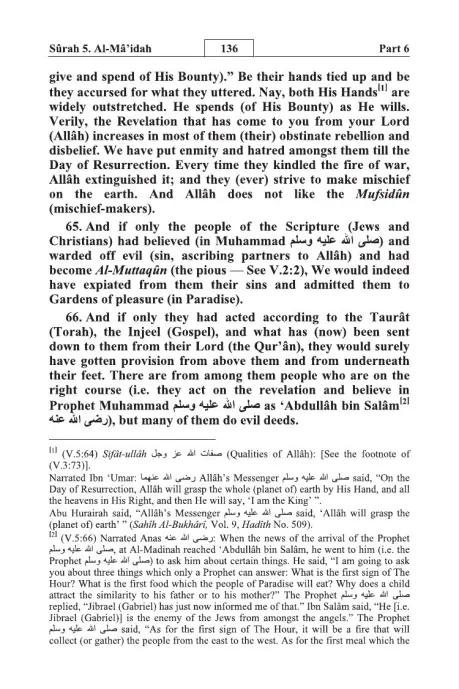 Sûrah 5. Al-Mâ’idah 136 Part 6
give and spend of His Bounty).” Be their hands tied up and be
they accursed for what they uttered. Nay, both His Hands[1] are
widely outstretched. He spends (of His Bounty) as He wills.
Verily, the Revelation that has come to you from your Lord
(Allâh) increases in most of them (their) obstinate rebellion and
disbelief. We have put enmity and hatred amongst them till the
Day of Resurrection. Every time they kindled the fire of war,
Allâh extinguished it; and they (ever) strive to make mischief
on the earth. And Allâh does not like the Mufsidûn
(mischief-makers).
65. And if only the people of the Scripture (Jews and
Christians) had believed (in Muhammad صلى الله عليه وسلم) and
warded off evil (sin, ascribing partners to Allâh) and had
become Al-Muttaqûn (the pious — See V.2:2), We would indeed
have expiated from them their sins and admitted them to
Gardens of pleasure (in Paradise).
66. And if only they had acted according to the Taurât
(Torah), the Injeel (Gospel), and what has (now) been sent
down to them from their Lord (the Qur’ân), they would surely
have gotten provision from above them and from underneath
their feet. There are from among them people who are on the
right course (i.e. they act on the revelation and believe in
Prophet Muhammad صلى الله عليه وسلم as ‘Abdullâh bin Salâm[2]
رضى الله عنه), but many of them do evil deeds.
[1] (V.5:64) Sifât-ullâh صفات الله عز وجل (Qualities of Allâh): [See the footnote of
(V.3:73)].
Narrated Ibn ‘Umar: رضى الله عنهما Allâh’s Messenger صلى الله عليه وسلم said, “On the
Day of Resurrection, Allâh will grasp the whole (planet of) earth by His Hand, and all
the heavens in His Right, and then He will say, ‘I am the King’ ”.
Abu Hurairah said, “Allâh’s Messenger صلى الله عليه وسلم said, ‘Allâh will grasp the
(planet of) earth’ ” (Sahih Al-Bukhâri, Vol. 9, Hadîth No. 509).
[2] (V.5:66) Narrated Anas رضى الله عنه: When the news of the arrival of the Prophet
صلى الله عليه وسلم, at Al-Madinah reached ‘Abdullâh bin Salâm, he went to him (i.e. the
Prophet صلى الله عليه وسلم) to ask him about certain things. He said, “I am going to ask
you about three things which only a Prophet can answer: What is the first sign of The
Hour? What is the first food which the people of Paradise will eat? Why does a child
attract the similarity to his father or to his mother?” The Prophet صلى الله عليه وسلم
replied, “Jibrael (Gabriel) has just now informed me of that.” Ibn Salâm said, “He [i.e.
Jibrael (Gabriel)] is the enemy of the Jews from amongst the angels.” The Prophet
صلى الله عليه وسلم said, “As for the first sign of The Hour, it will be a fire that will
collect (or gather) the people from the east to the west. As for the first meal which the